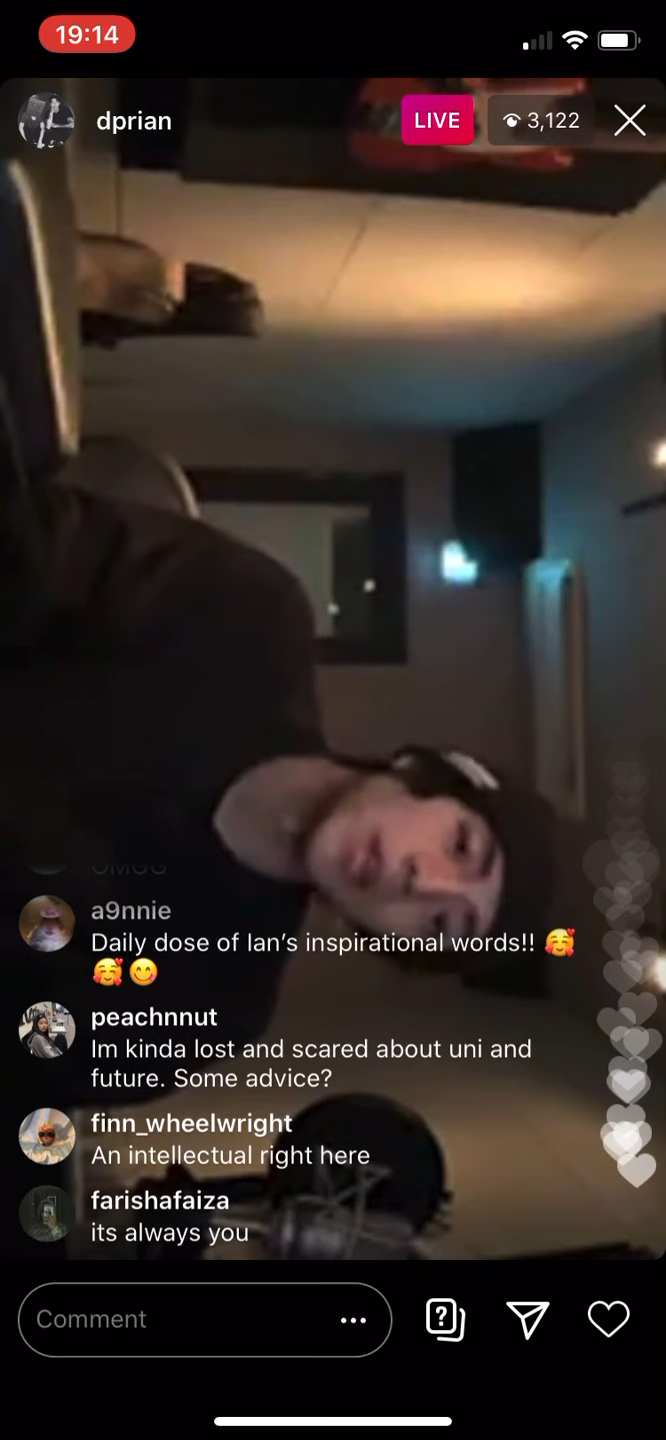 19:14
dprian
LIVE
3,122
OMGG
a9nnie
Daily dose of Ian’s inspirational words!! 🥰
🥰😋
peachnnut
Im kinda lost and scared about uni and
future. Some advice?
finn_wheelwright
An intellectual right here
farishafaiza
its always you
Comment